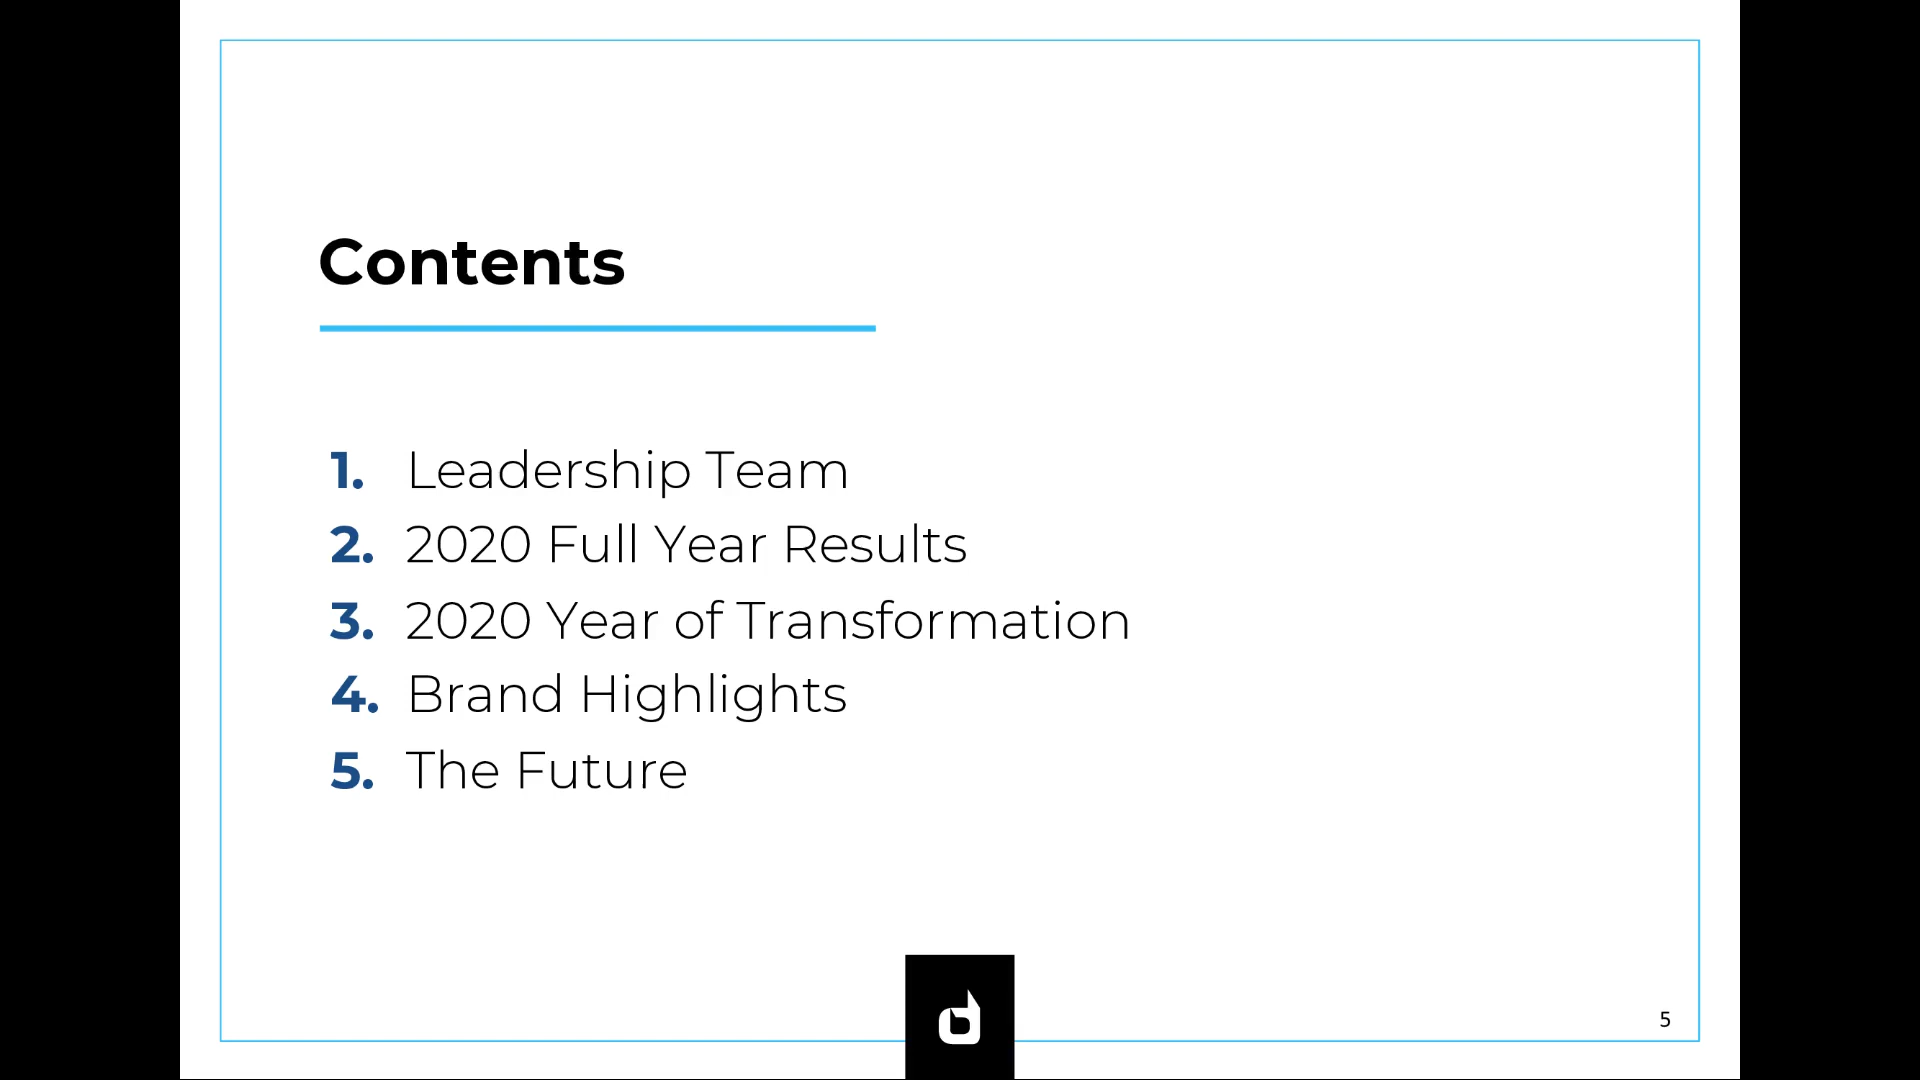 Contents
1. Leadership Team
2. 2020 Full Year Results
3. 2020 Year of Transformation
4. Brand Highlights
5. The Future
5